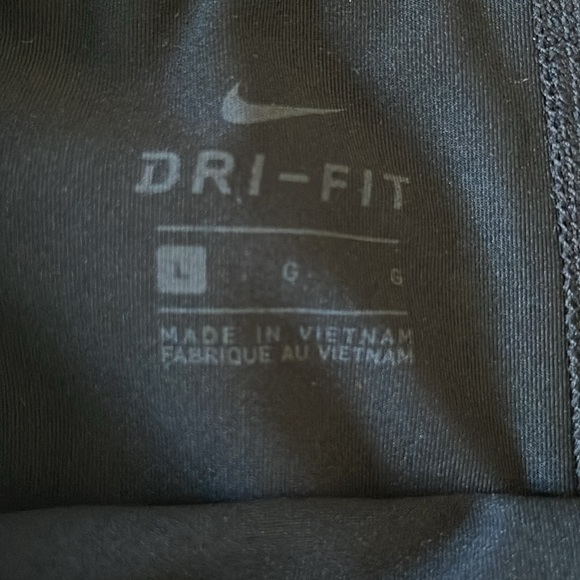 DRI-FIT
L G G
MADE IN VIETNAM
FABRIQUE AU VIETNAM